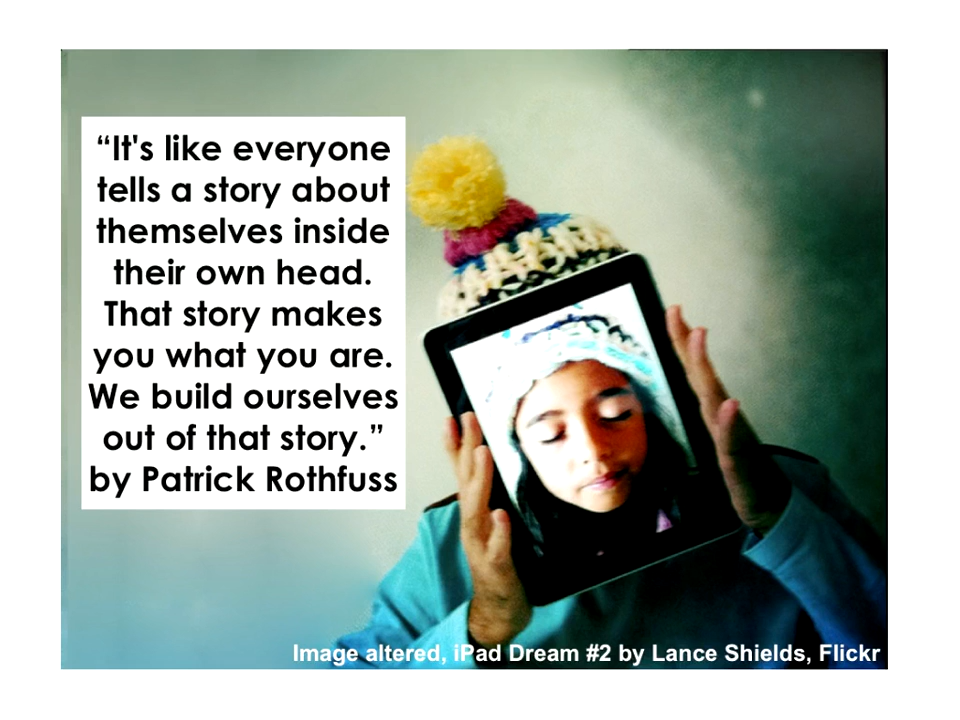 “It's like everyone
tells a story about
themselves inside
their own head.
That story makes
you what you are.
We build ourselves
out of that story.”
by Patrick Rothfuss
Image altered, iPad Dream #2 by Lance Shields, Flickr